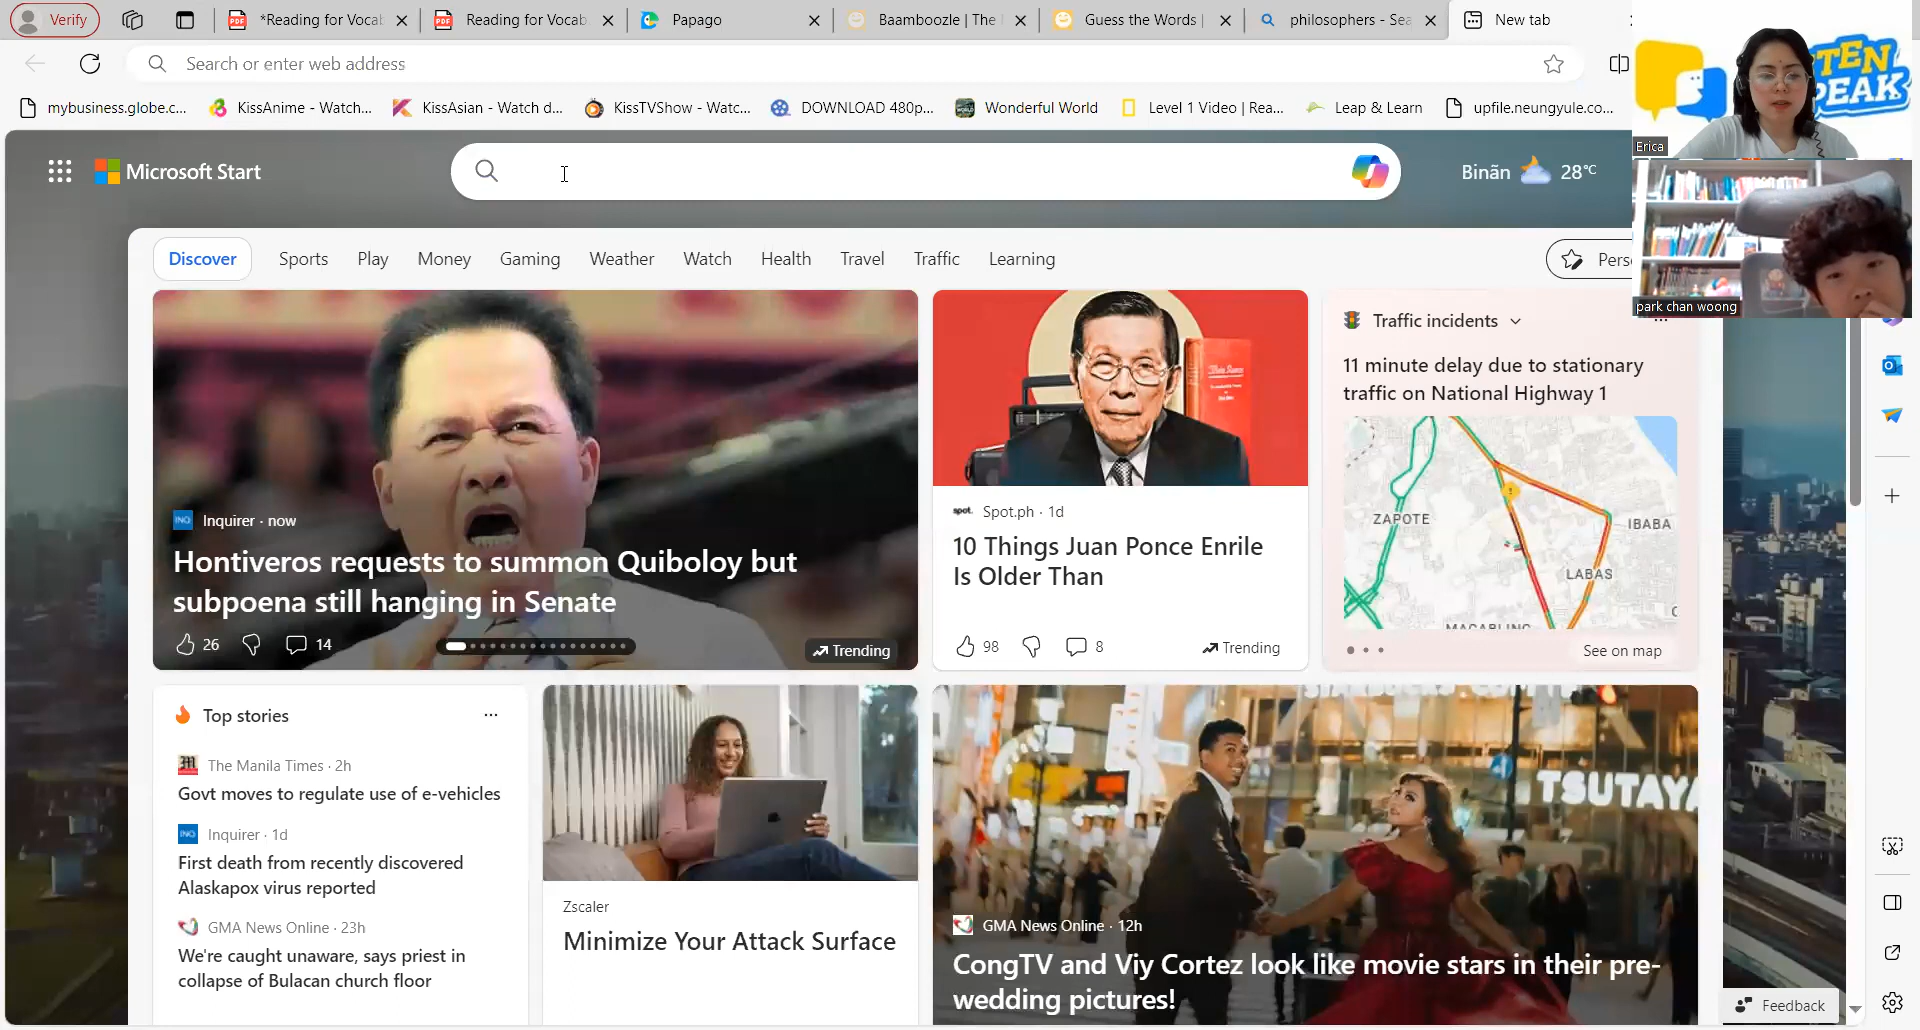 Verify
*Reading for Vocab
Reading for Vocab
Papago
Baamboozle | The
Guess the Words |
philosophers - Sea
New tab
Search or enter web address
mybusiness.globe.c...
KissAnime - Watch...
KissAsian - Watch d...
KissTVShow - Watc...
DOWNLOAD 480p...
Wonderful World
Level 1 Video | Rea...
Leap & Learn
upfile.neungyule.co...
TEN
PEAK
Erica
park chan woong
Microsoft Start
Binãn
28°C
Discover
Sports
Play
Money
Gaming
Weather
Watch
Health
Travel
Traffic
Learning
Pers
INQ
Inquirer · now
Hontiveros requests to summon Quiboloy but
subpoena still hanging in Senate
26
14
Trending
spot.
Spot.ph · 1d
10 Things Juan Ponce Enrile
Is Older Than
98
8
Trending
Traffic incidents
11 minute delay due to stationary
traffic on National Highway 1
ZAPOTE
IBABA
LABAS
See on map
Top stories
The Manila Times · 2h
Govt moves to regulate use of e-vehicles
INQ
Inquirer · 1d
First death from recently discovered
Alaskapox virus reported
GMA News Online · 23h
We're caught unaware, says priest in
collapse of Bulacan church floor
Zscaler
Minimize Your Attack Surface
TSUTAYA
GMA News Online · 12h
CongTV and Viy Cortez look like movie stars in their pre-
wedding pictures!
Feedback